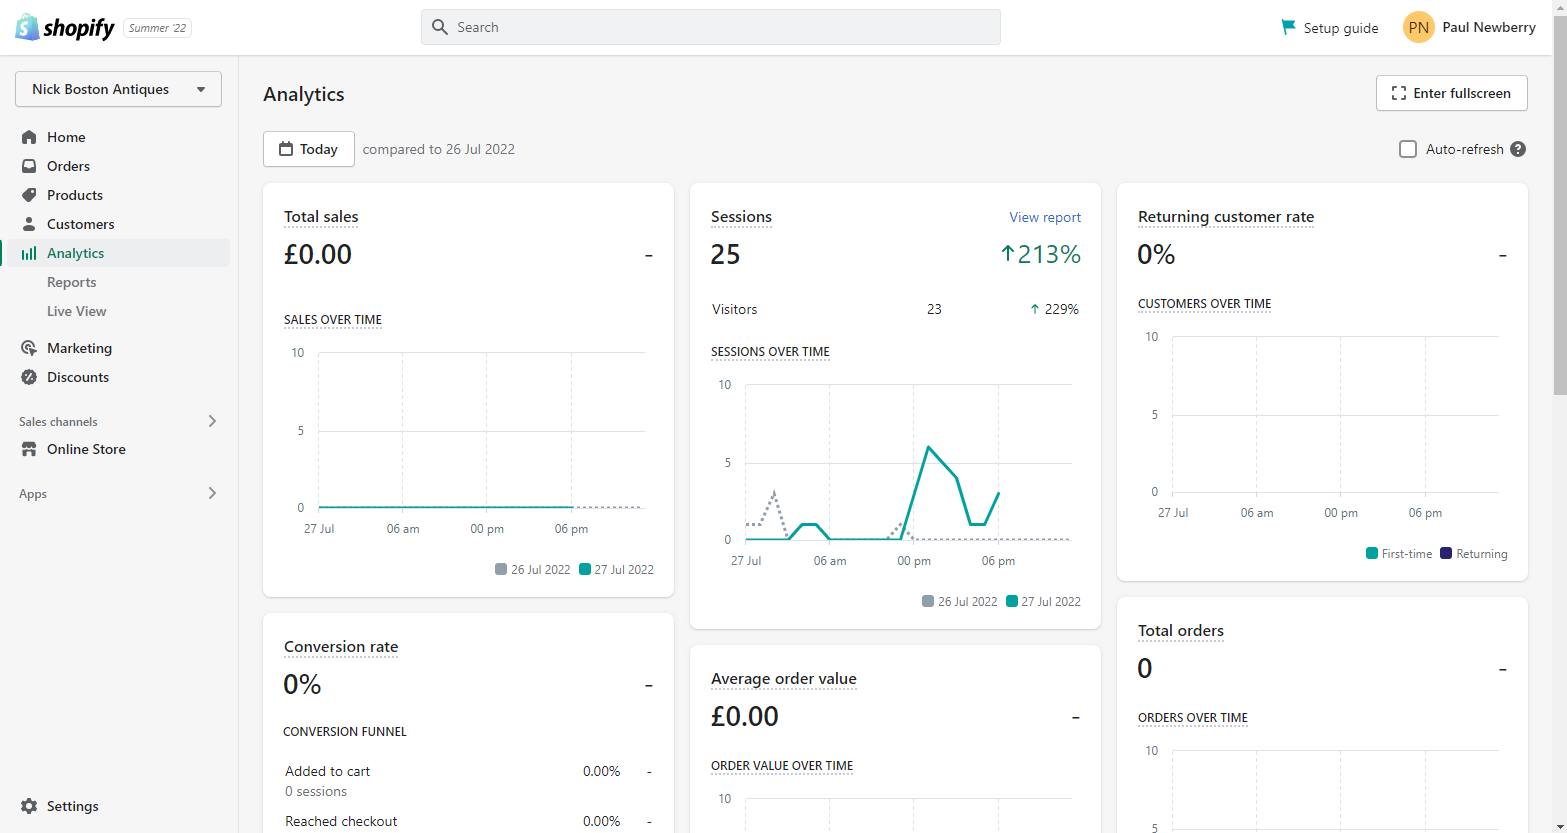 shopify Summer '22
Search
Setup guide
PN Paul Newberry
Nick Boston Antiques
Home
Orders
Products
Customers
Analytics
Reports
Live View
Marketing
Discounts
Sales channels
Online Store
Apps
Settings
Analytics
Enter fullscreen
Today compared to 26 Jul 2022
Auto-refresh ?
Total sales
£0.00 -
SALES OVER TIME
10
5
0
27 Jul 06 am 00 pm 06 pm
26 Jul 2022 27 Jul 2022
Sessions View report
25 ↑213%
Visitors 23 ↑ 229%
SESSIONS OVER TIME
10
5
0
27 Jul 06 am 00 pm 06 pm
26 Jul 2022 27 Jul 2022
Returning customer rate
0% -
CUSTOMERS OVER TIME
10
5
0
27 Jul 06 am 00 pm 06 pm
First-time Returning
Conversion rate
0% -
CONVERSION FUNNEL
Added to cart 0.00% -
0 sessions
Reached checkout 0.00% -
Average order value
£0.00 -
ORDER VALUE OVER TIME
10
Total orders
0 -
ORDERS OVER TIME
10
5